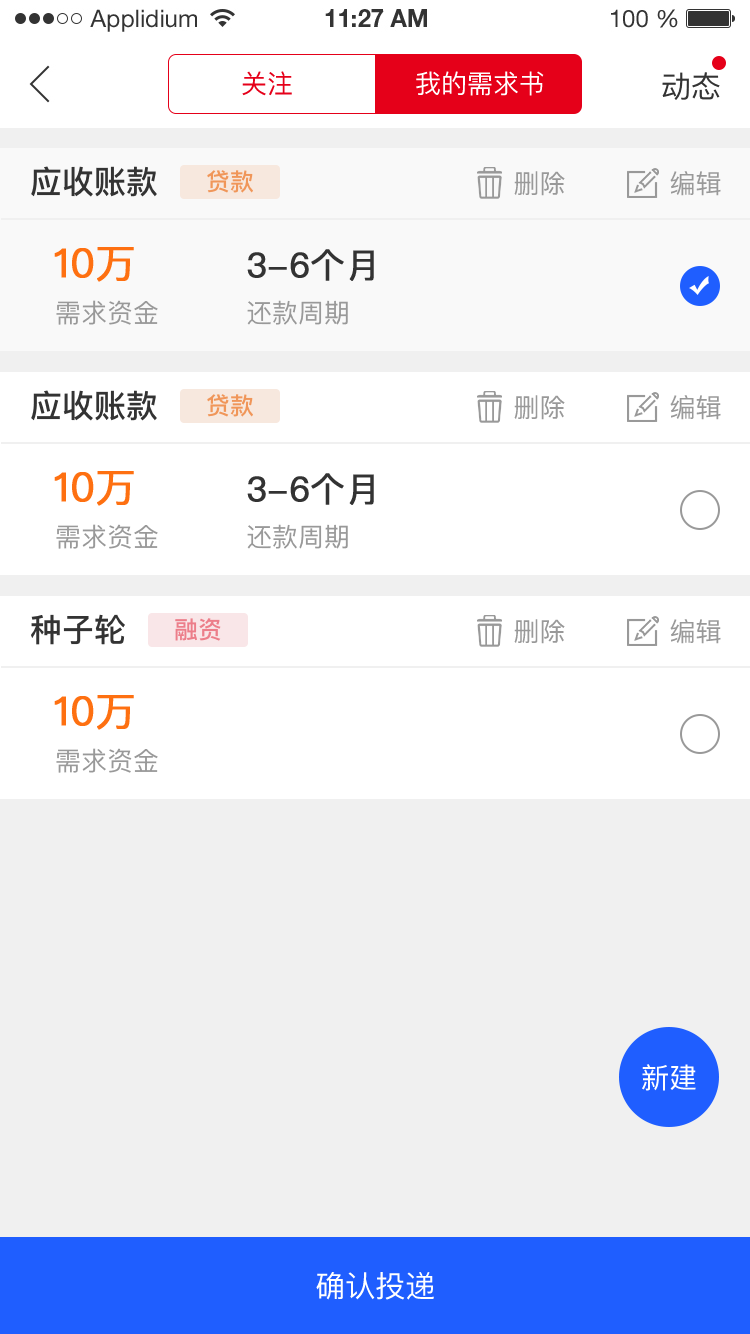 Applidium 11:27 AM 100 %
关注 我的需求书 动态
应收账款 贷款 删除 编辑
10万 3–6个月
需求资金 还款周期
应收账款 贷款 删除 编辑
10万 3–6个月
需求资金 还款周期
种子轮 融资 删除 编辑
10万
需求资金
新建
确认投递